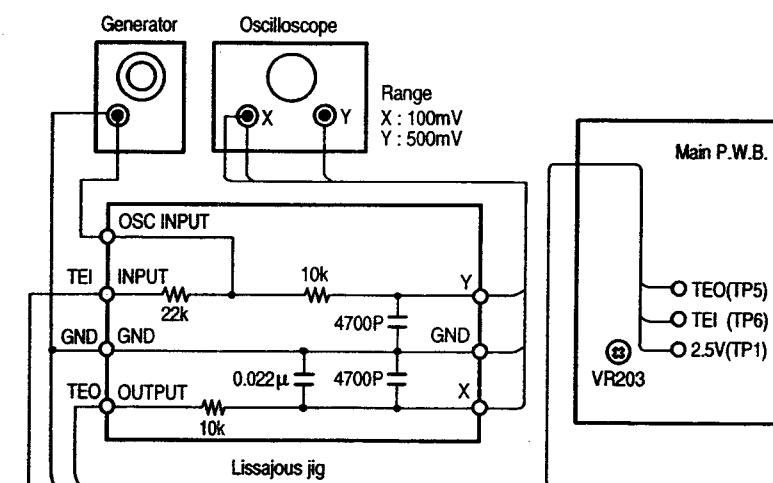 Generator
Oscilloscope
Range
X : 100mV
Y : 500mV
X
Y
Main P.W.B.
OSC INPUT
TEI
INPUT
22k
10k
Y
4700P
GND
GND
GND
0.022μ
4700P
TEO
OUTPUT
10k
X
TEO(TP5)
TEI (TP6)
2.5V(TP1)
VR203
Lissajous jig